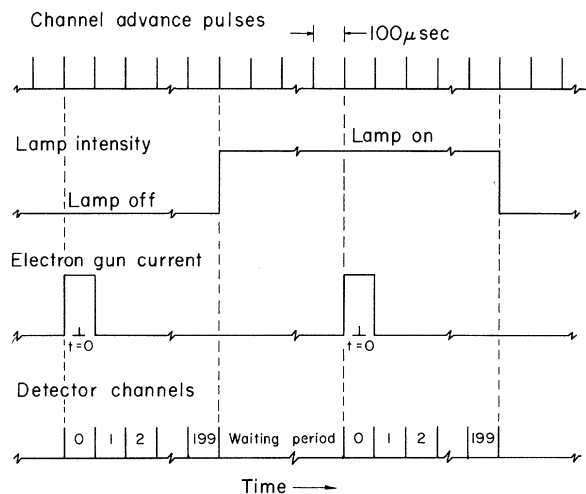 Channel advance pulses
100μsec
Lamp intensity
Lamp on
Lamp off
Electron gun current
t=0
t=0
Detector channels
0 1 2 199 Waiting period 0 1 2 199
Time